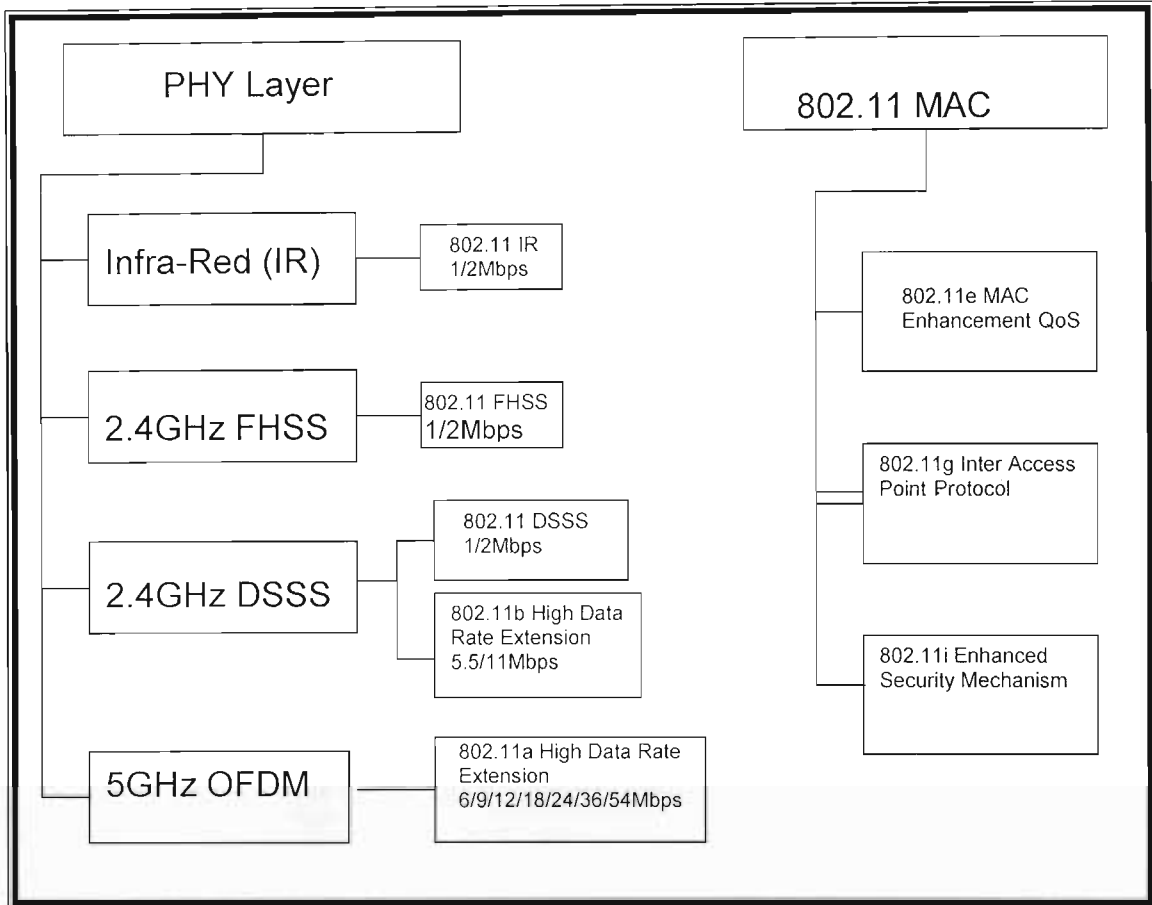 PHY Layer
802.11 MAC
Infra-Red (IR)
802.11 IR
1/2Mbps
2.4GHz FHSS
802.11 FHSS
1/2Mbps
2.4GHz DSSS
802.11 DSSS
1/2Mbps
802.11b High Data
Rate Extension
5.5/11Mbps
5GHz OFDM
802.11a High Data Rate
Extension
6/9/12/18/24/36/54Mbps
802.11e MAC
Enhancement QoS
802.11g Inter Access
Point Protocol
802.11i Enhanced
Security Mechanism